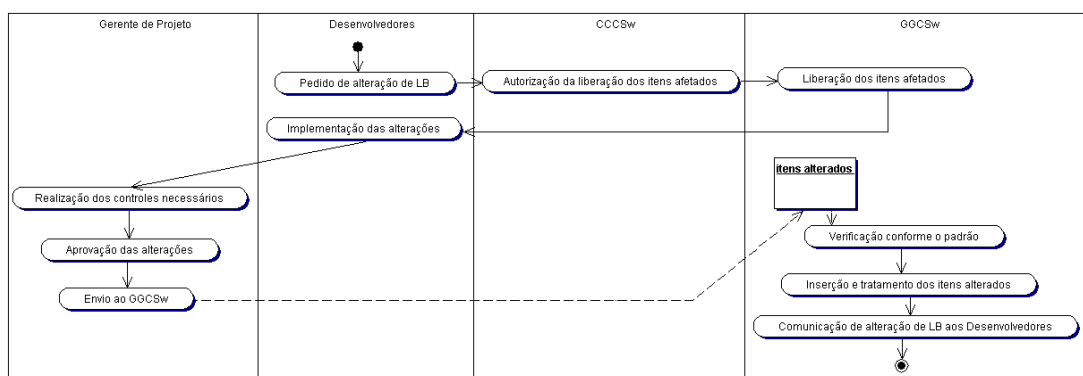 Gerente de Projeto
Desenvolvedores
CCCSw
GGCSw
Pedido de alteração de LB
Autorização da liberação dos itens afetados
Liberação dos itens afetados
Implementação das alterações
itens alterados
Realização dos controles necessários
Verificação conforme o padrão
Aprovação das alterações
Inserção e tratamento dos itens alterados
Envio ao GGCSw
Comunicação de alteração de LB aos Desenvolvedores